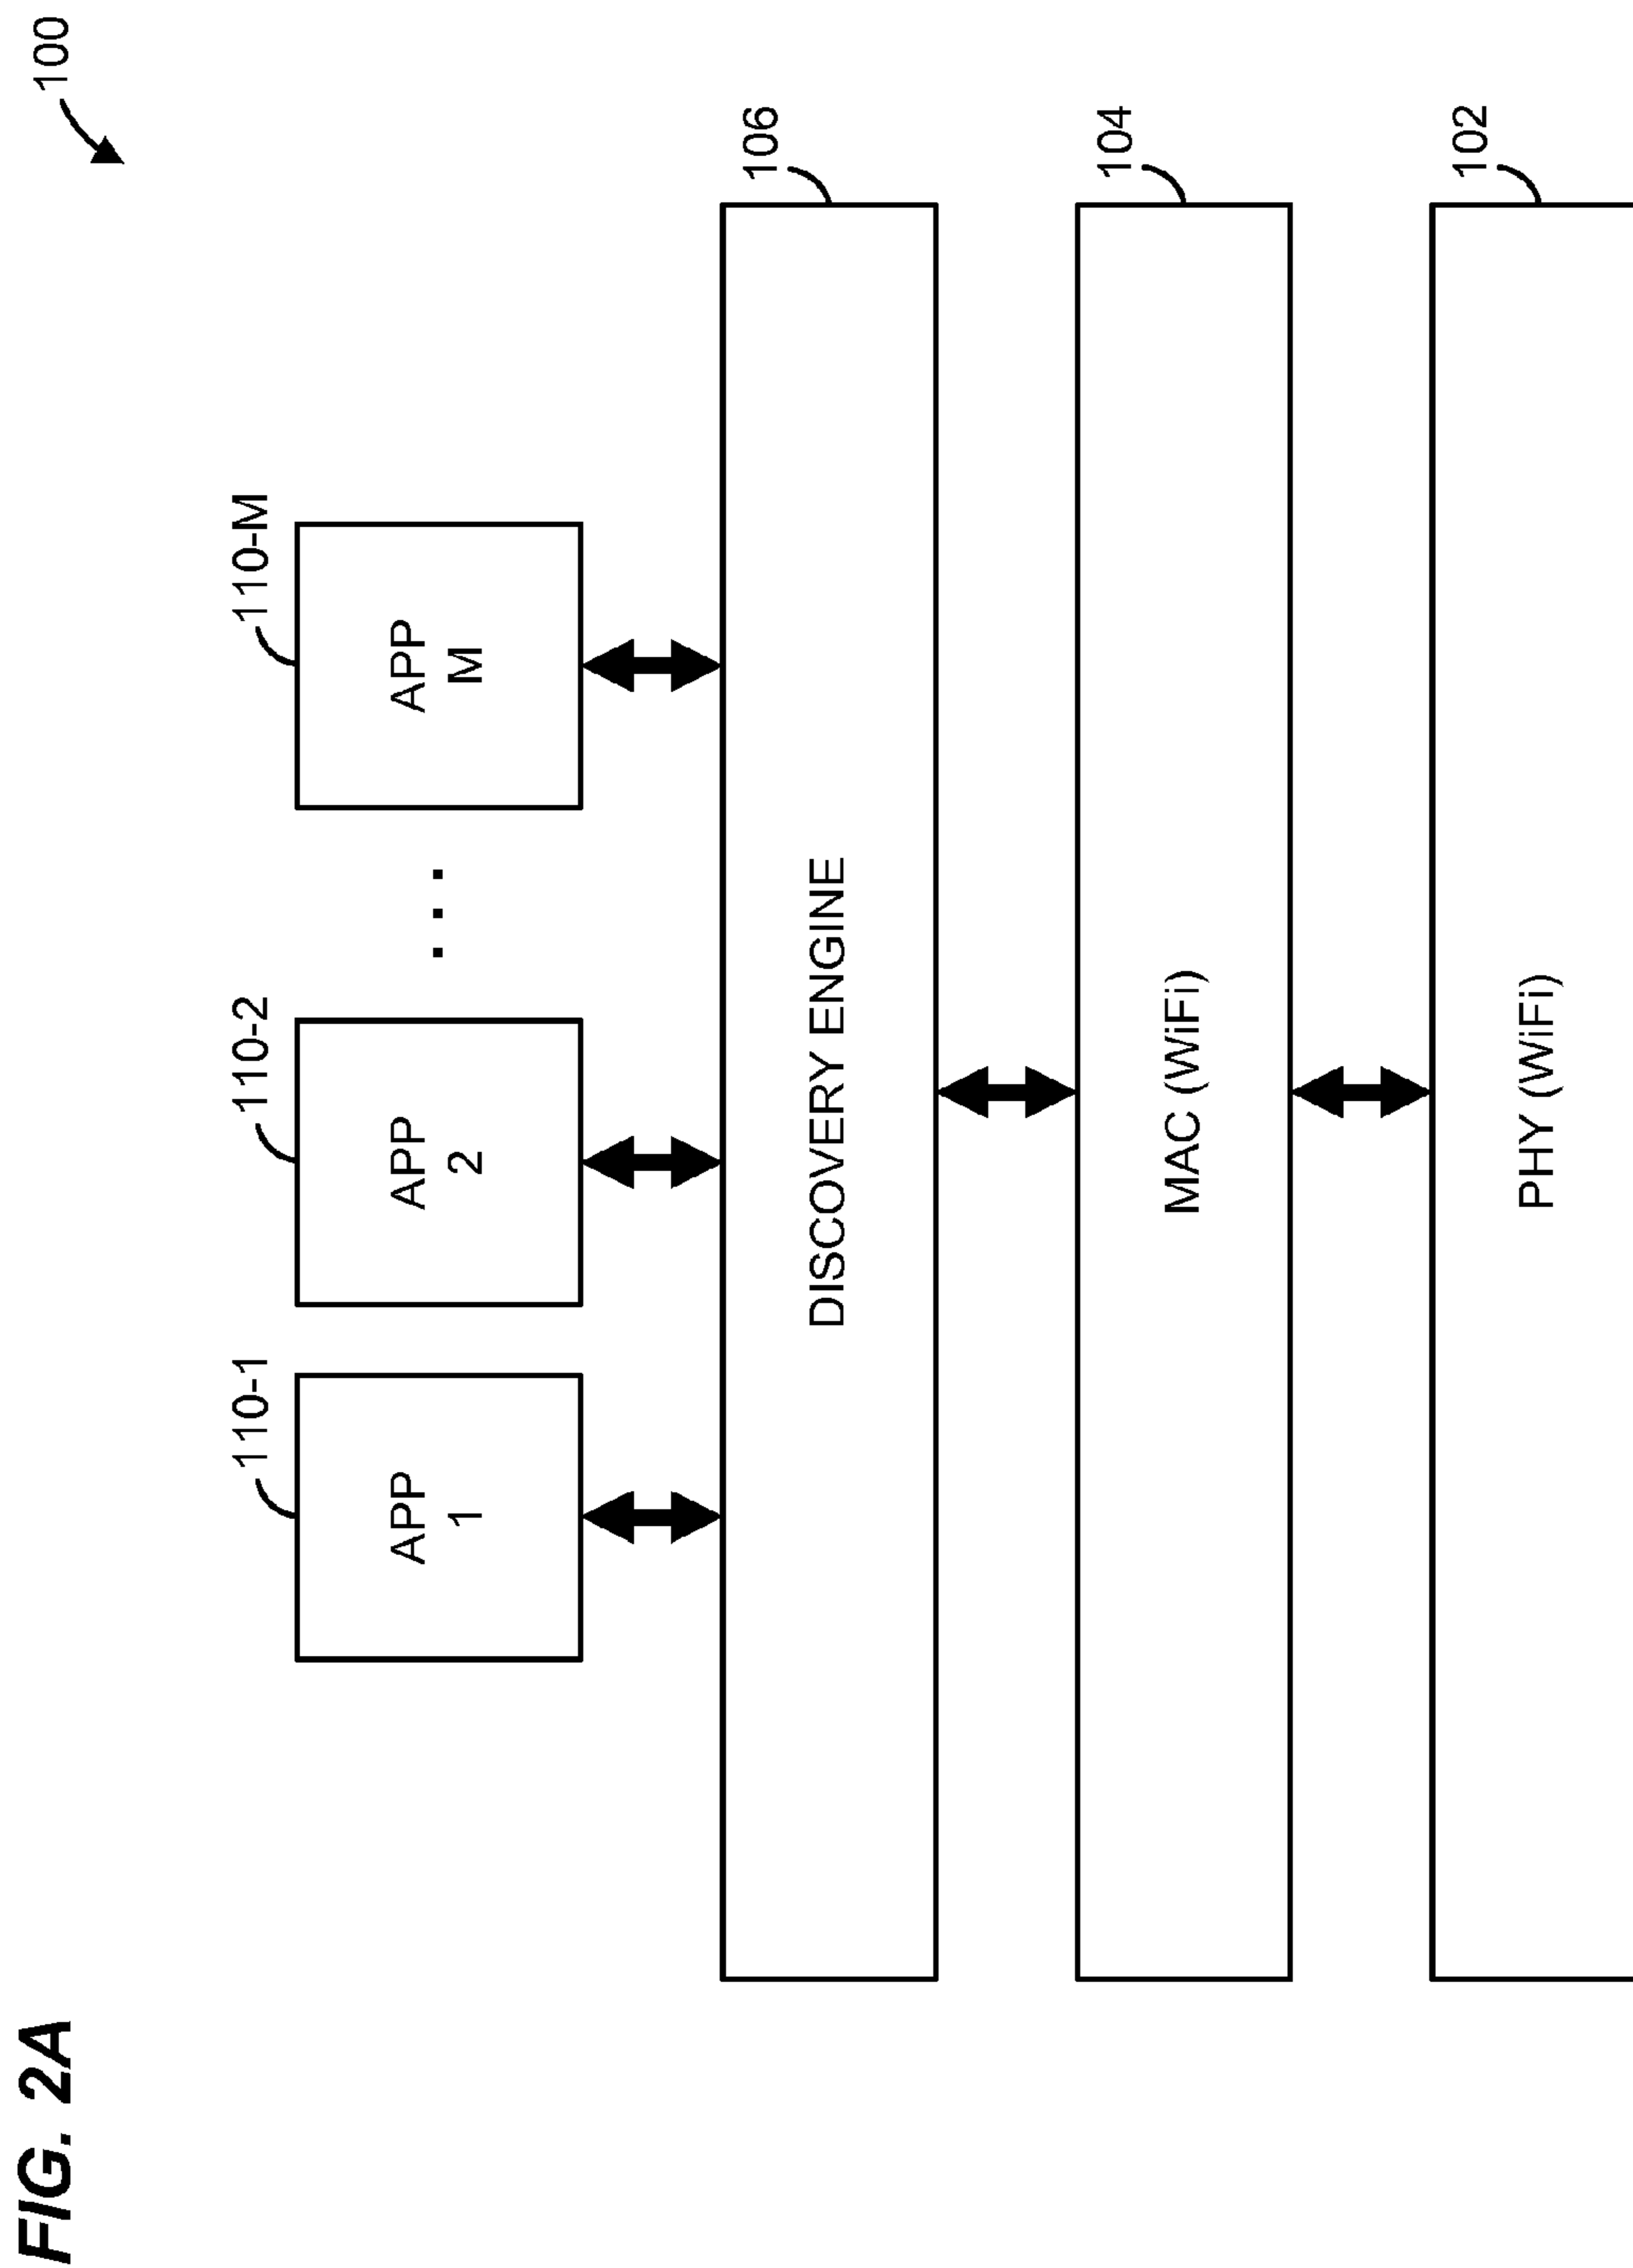 FIG. 2A
100
110-1
110-2
110-M
APP
1
APP
2
. . .
APP
M
106
DISCOVERY ENGINE
104
MAC (WiFi)
102
PHY (WiFi)